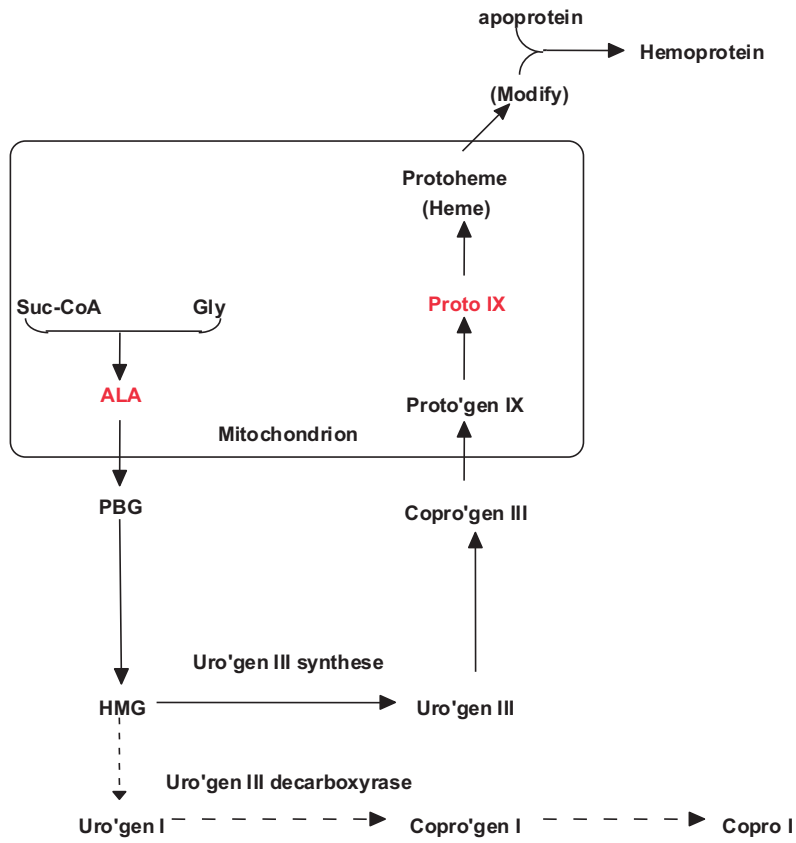 apoprotein
Hemoprotein
(Modify)
Protoheme
(Heme)
Suc-CoA
Gly
Proto IX
ALA
Proto'gen IX
Mitochondrion
PBG
Copro'gen III
Uro'gen III synthese
HMG
Uro'gen III
Uro'gen III decarboxyrase
Uro'gen I
Copro'gen I
Copro I